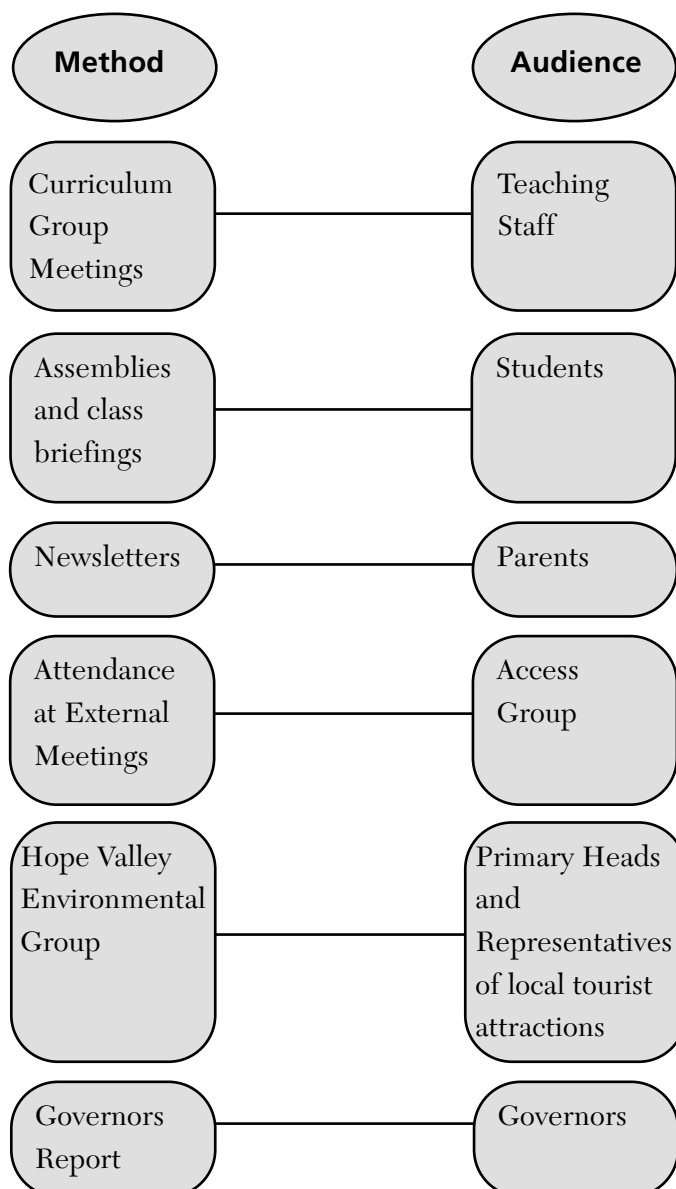 Method
Audience
Curriculum
Group
Meetings
Teaching
Staff
Assemblies
and class
briefings
Students
Newsletters
Parents
Attendance
at External
Meetings
Access
Group
Hope Valley
Environmental
Group
Primary Heads
and
Representatives
of local tourist
attractions
Governors
Report
Governors